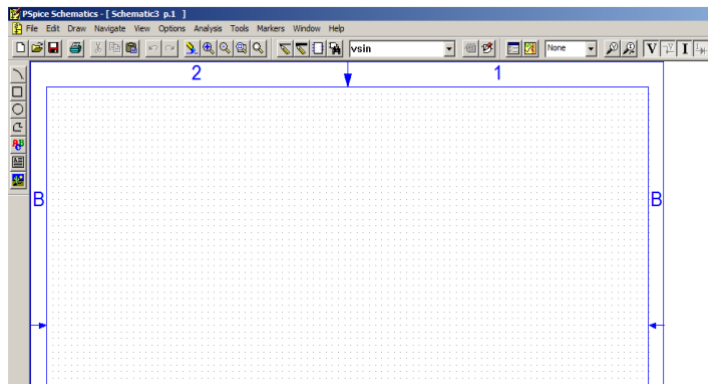 PSpice Schematics - [ Schematic3 p.1 ]
File Edit Draw Navigate View Options Analysis Tools Markers Window Help
vsin None V I
2 1
B B